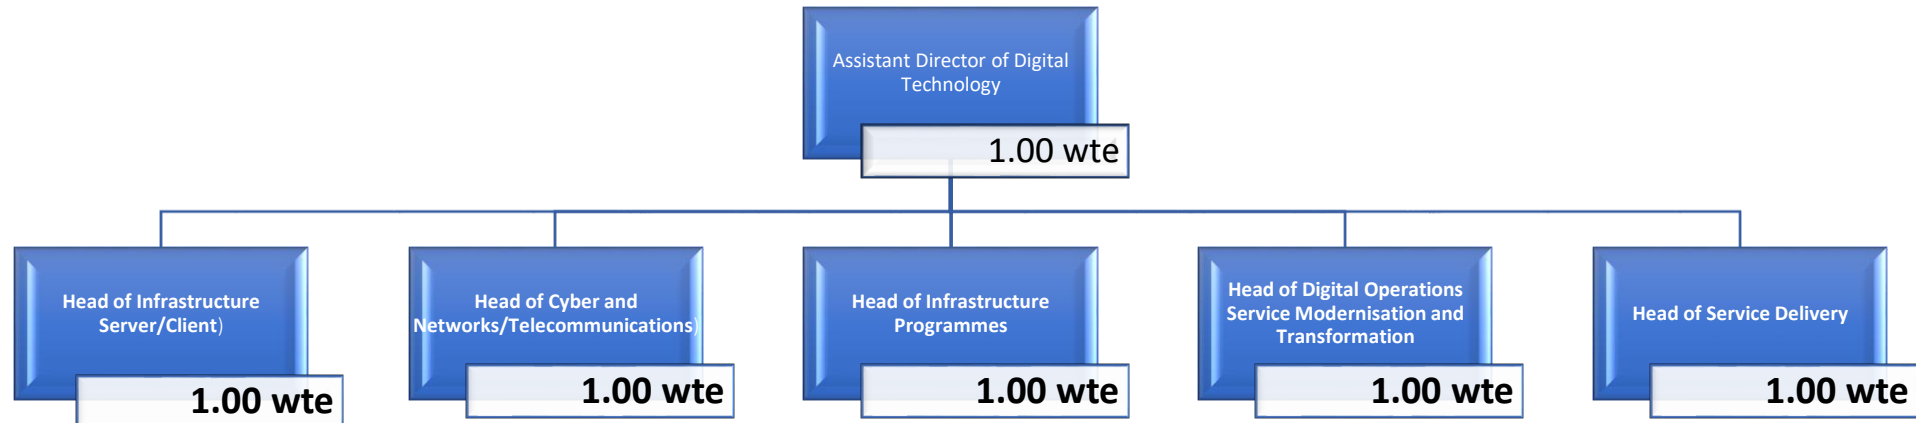 Assistant Director of Digital
Technology
1.00 wte
Head of Infrastructure
Server/Client)
1.00 wte
Head of Cyber and
Networks/Telecommunications)
1.00 wte
Head of Infrastructure
Programmes
1.00 wte
Head of Digital Operations
Service Modernisation and
Transformation
1.00 wte
Head of Service Delivery
1.00 wte